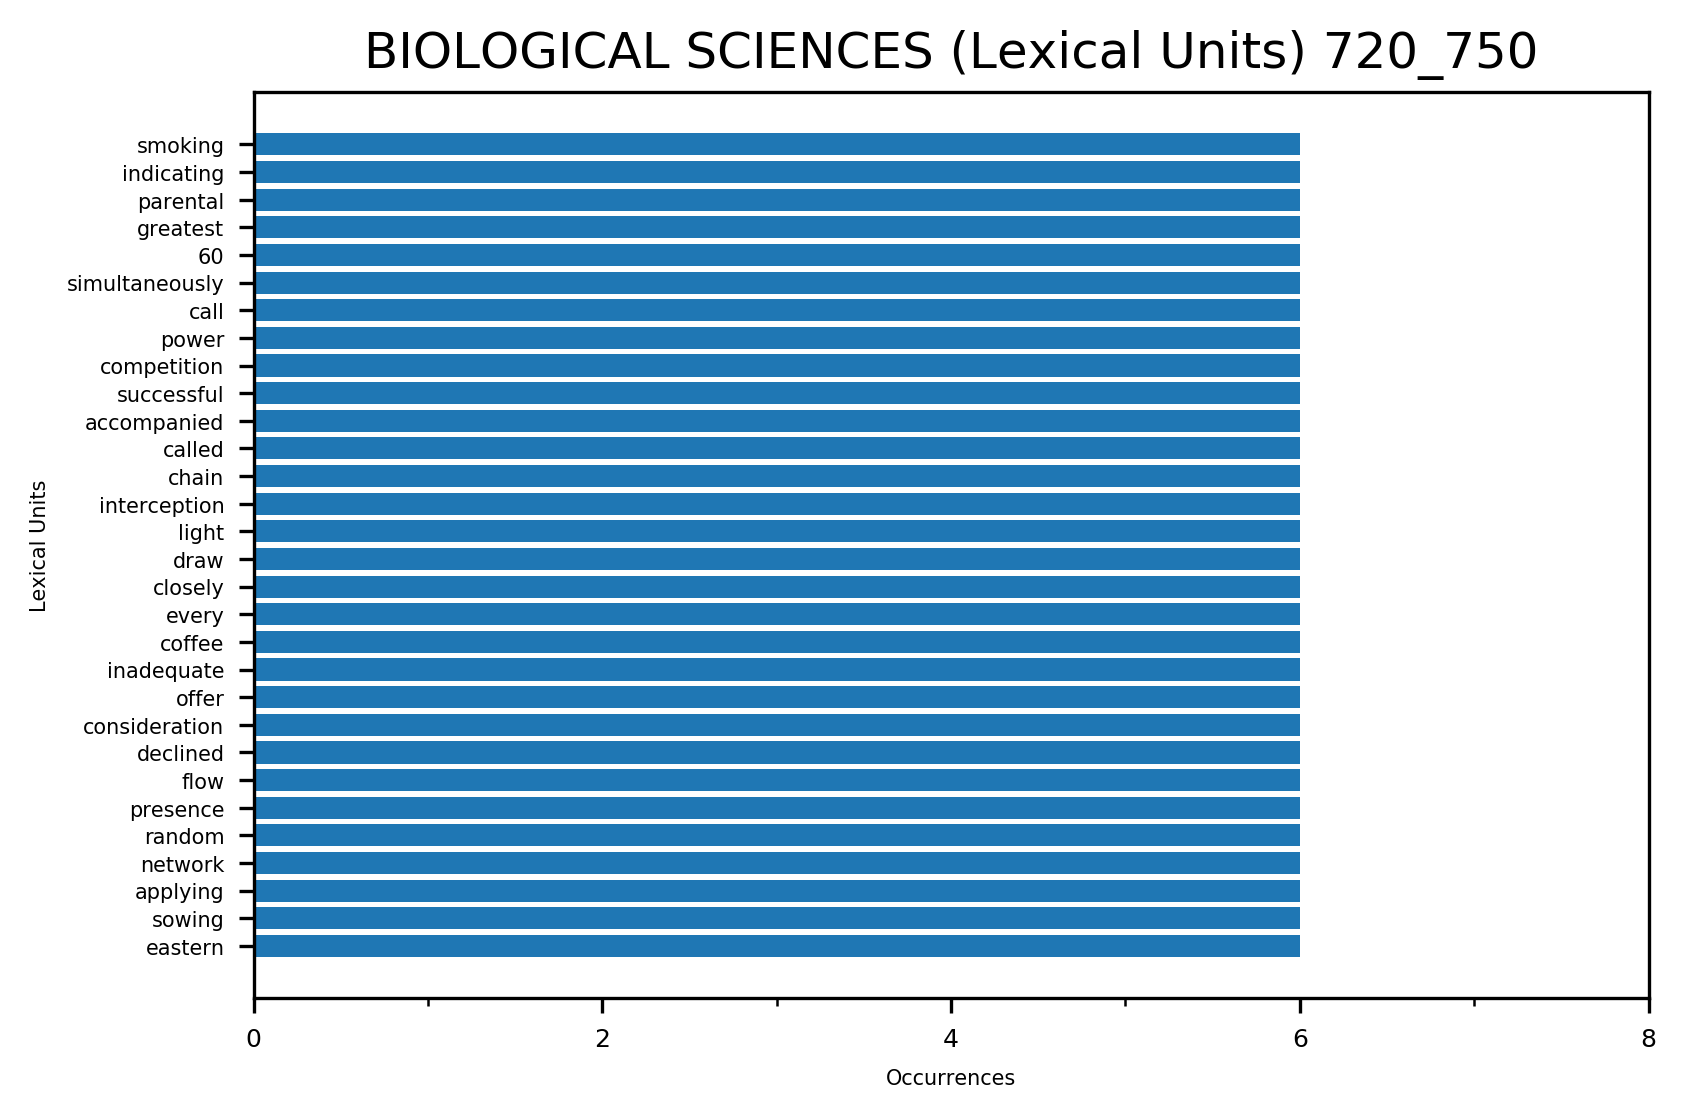 BIOLOGICAL SCIENCES (Lexical Units) 720_750
smoking
indicating
parental
greatest
60
simultaneously
call
power
competition
successful
accompanied
called
chain
interception
light
draw
closely
every
coffee
inadequate
offer
consideration
declined
flow
presence
random
network
applying
sowing
eastern
Lexical Units
0 2 4 6 8
Occurrences